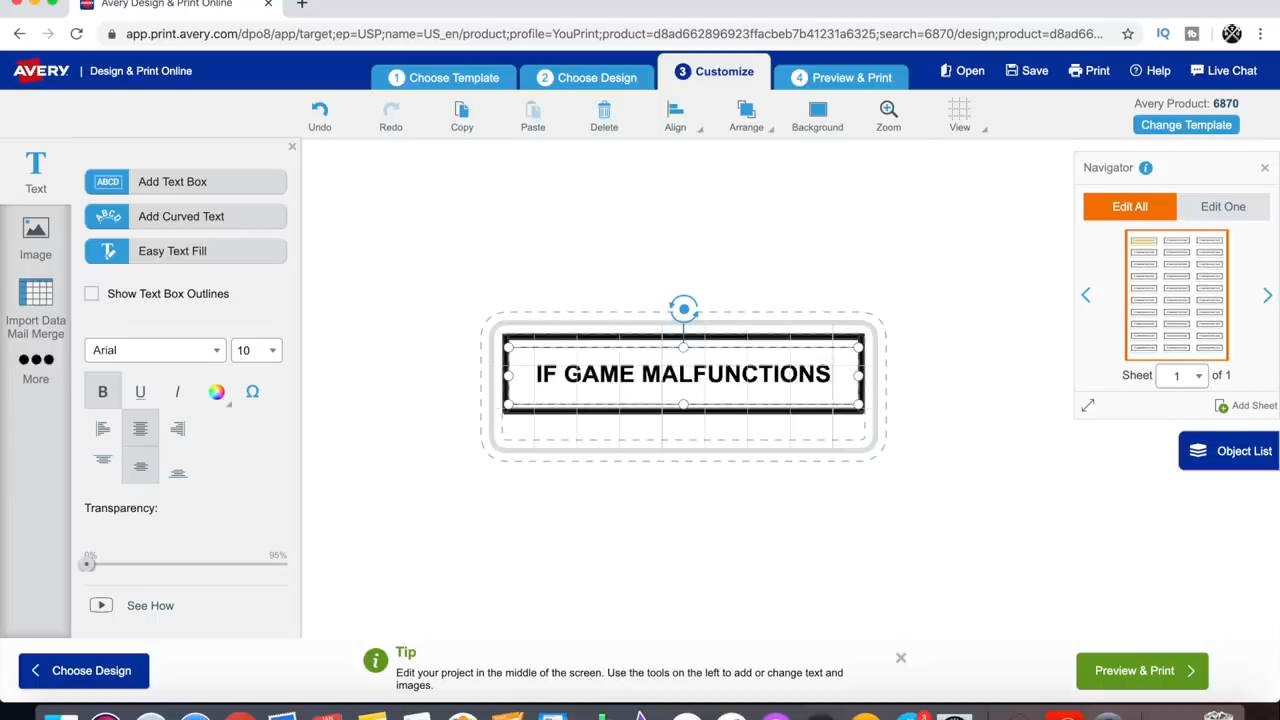 Avery Design & Print Online
app.print.avery.com/dpo8/app/target;ep=USP;name=US_en/product;profile=YouPrint;product=d8ad662896923ffacbeb7b41231a6325;search=6870/design;product=d8ad66...
AVERY | Design & Print Online
1 Choose Template
2 Choose Design
3 Customize
4 Preview & Print
Open
Save
Print
Help
Live Chat
Undo
Redo
Copy
Paste
Delete
Align
Arrange
Background
Zoom
View
Avery Product: 6870
Change Template
Text
Image
Import Data
Mail Merge
More
ABCD Add Text Box
ABCD Add Curved Text
Easy Text Fill
Show Text Box Outlines
Arial
10
B U I Ω
Transparency:
0%
95%
See How
IF GAME MALFUNCTIONS
Navigator
Edit All
Edit One
Sheet 1 of 1
Add Sheet
Object List
Choose Design
Tip
Edit your project in the middle of the screen. Use the tools on the left to add or change text and
images.
Preview & Print